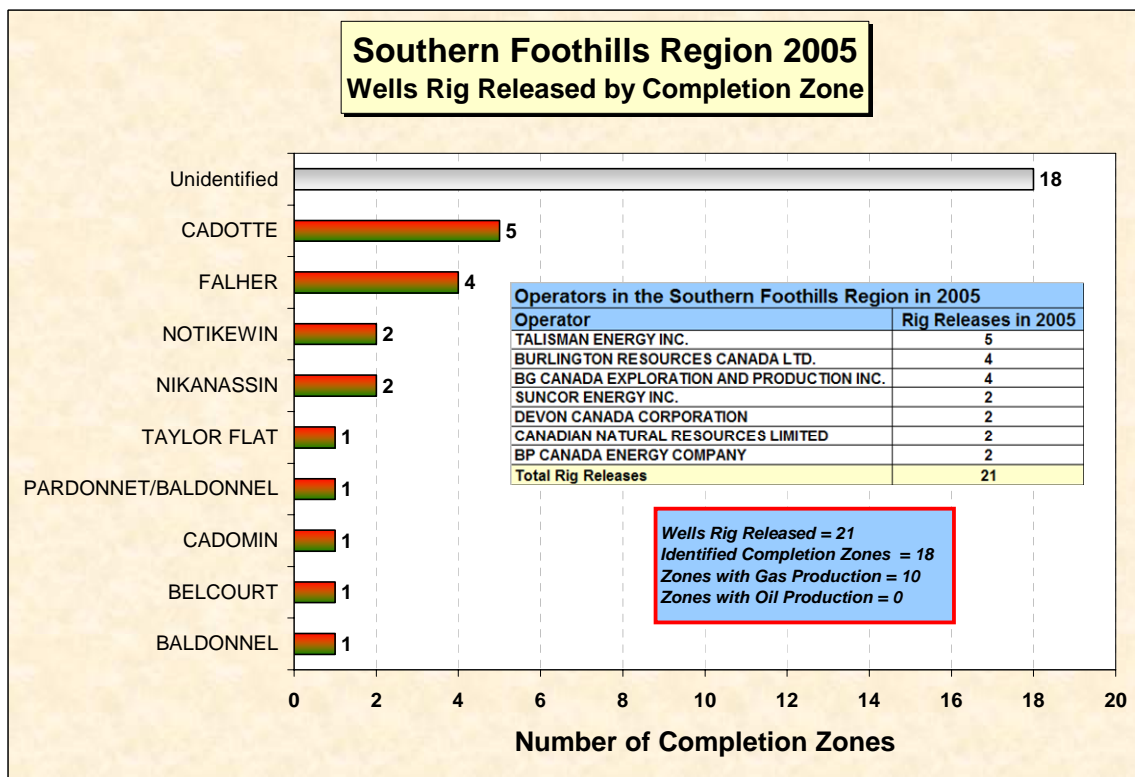 Southern Foothills Region 2005
Wells Rig Released by Completion Zone
Unidentified
18
CADOTTE
5
FALHER
4
NOTIKEWIN
2
NIKANASSIN
2
TAYLOR FLAT
1
PARDONNET/BALDONNEL
1
CADOMIN
1
BELCOURT
1
BALDONNEL
1
Operators in the Southern Foothills Region in 2005
Operator Rig Releases in 2005
TALISMAN ENERGY INC. 5
BURLINGTON RESOURCES CANADA LTD. 4
BG CANADA EXPLORATION AND PRODUCTION INC. 4
SUNCOR ENERGY INC. 2
DEVON CANADA CORPORATION 2
CANADIAN NATURAL RESOURCES LIMITED 2
BP CANADA ENERGY COMPANY 2
Total Rig Releases 21
Wells Rig Released = 21
Identified Completion Zones = 18
Zones with Gas Production = 10
Zones with Oil Production = 0
0 2 4 6 8 10 12 14 16 18 20
Number of Completion Zones